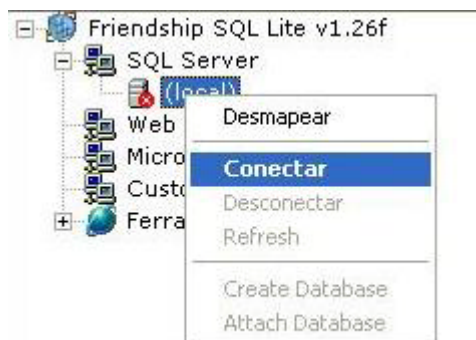 Friendship SQL Lite v1.26f
SQL Server
(local)
Desmapear
Web
Conectar
Micro
Desconectar
Custo
Refresh
Ferra
Create Database
Attach Database